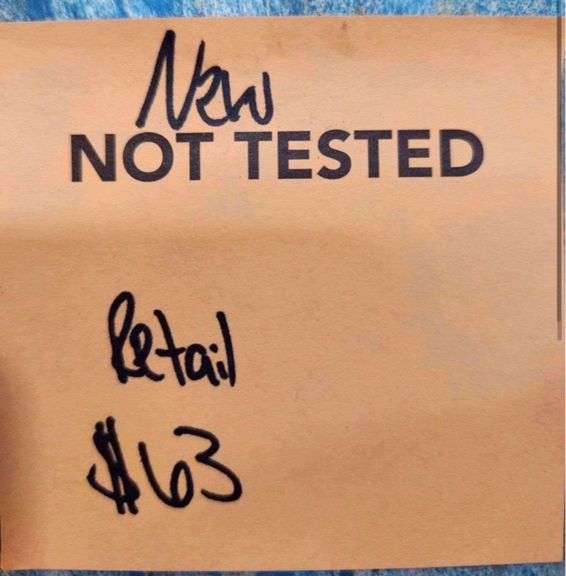 New
NOT TESTED
Retail
$63